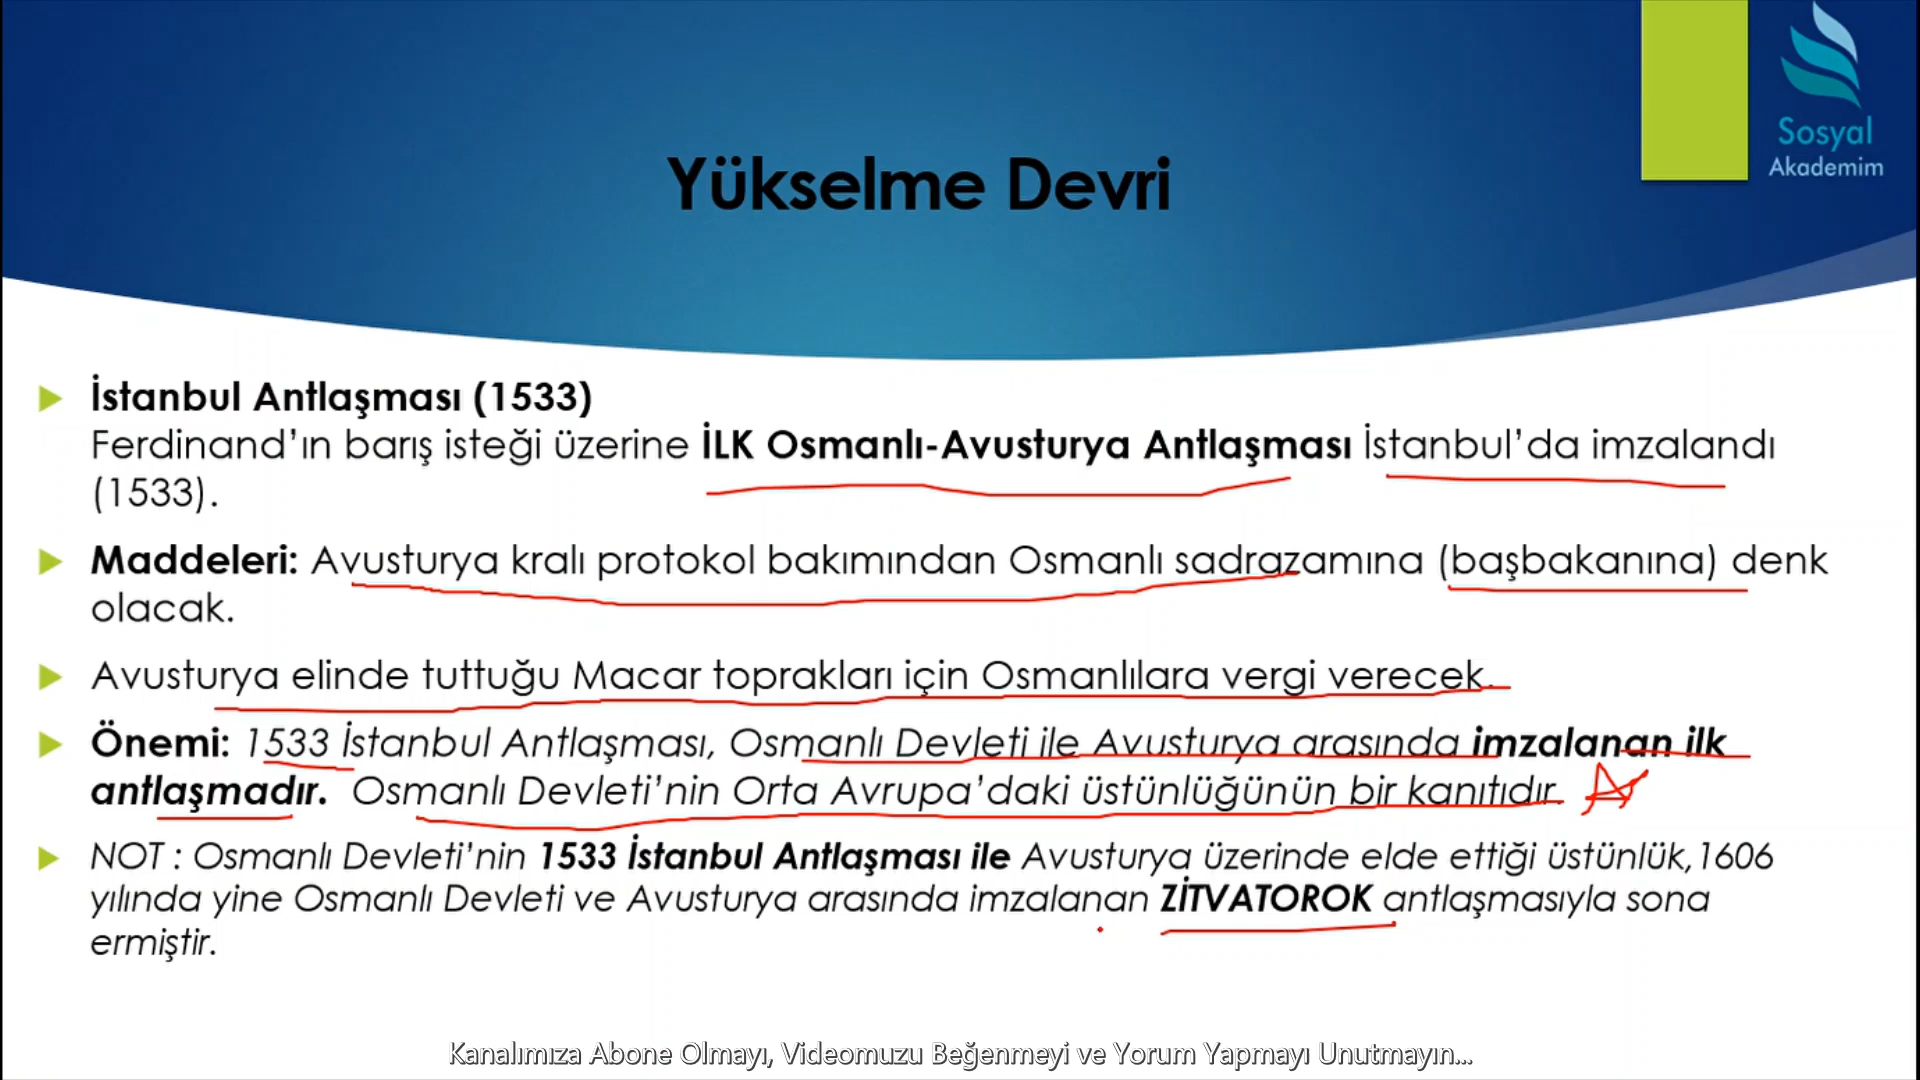 Sosyal
Akademim
Yükselme Devri
İstanbul Antlaşması (1533)
Ferdinand’ın barış isteği üzerine İLK Osmanlı-Avusturya Antlaşması İstanbul’da imzalandı
(1533).
Maddeleri: Avusturya kralı protokol bakımından Osmanlı sadrazamına (başbakanına) denk
olacak.
Avusturya elinde tuttuğu Macar toprakları için Osmanlılara vergi verecek.
Önemi: 1533 İstanbul Antlaşması, Osmanlı Devleti ile Avusturya arasında imzalanan ilk
antlaşmadır. Osmanlı Devleti’nin Orta Avrupa’daki üstünlüğünün bir kanıtıdır.
NOT : Osmanlı Devleti’nin 1533 İstanbul Antlaşması ile Avusturya üzerinde elde ettiği üstünlük,1606
yılında yine Osmanlı Devleti ve Avusturya arasında imzalanan ZİTVATOROK antlaşmasıyla sona
ermiştir.
Kanalımıza Abone Olmayı, Videomuzu Beğenmeyi ve Yorum Yapmayı Unutmayın...